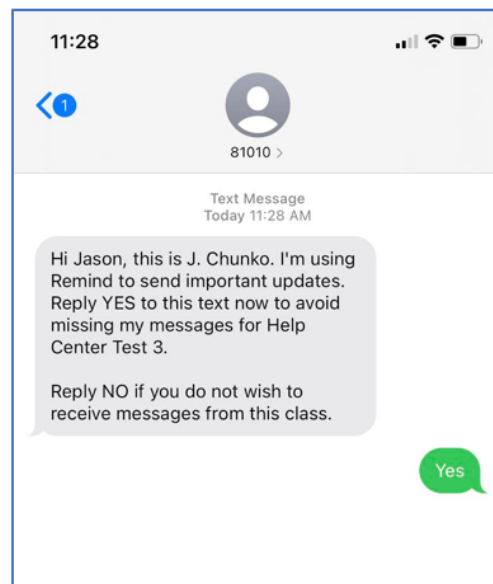 11:28
1
81010 >
Text Message
Today 11:28 AM
Hi Jason, this is J. Chunko. I'm using
Remind to send important updates.
Reply YES to this text now to avoid
missing my messages for Help
Center Test 3.
Reply NO if you do not wish to
receive messages from this class.
Yes